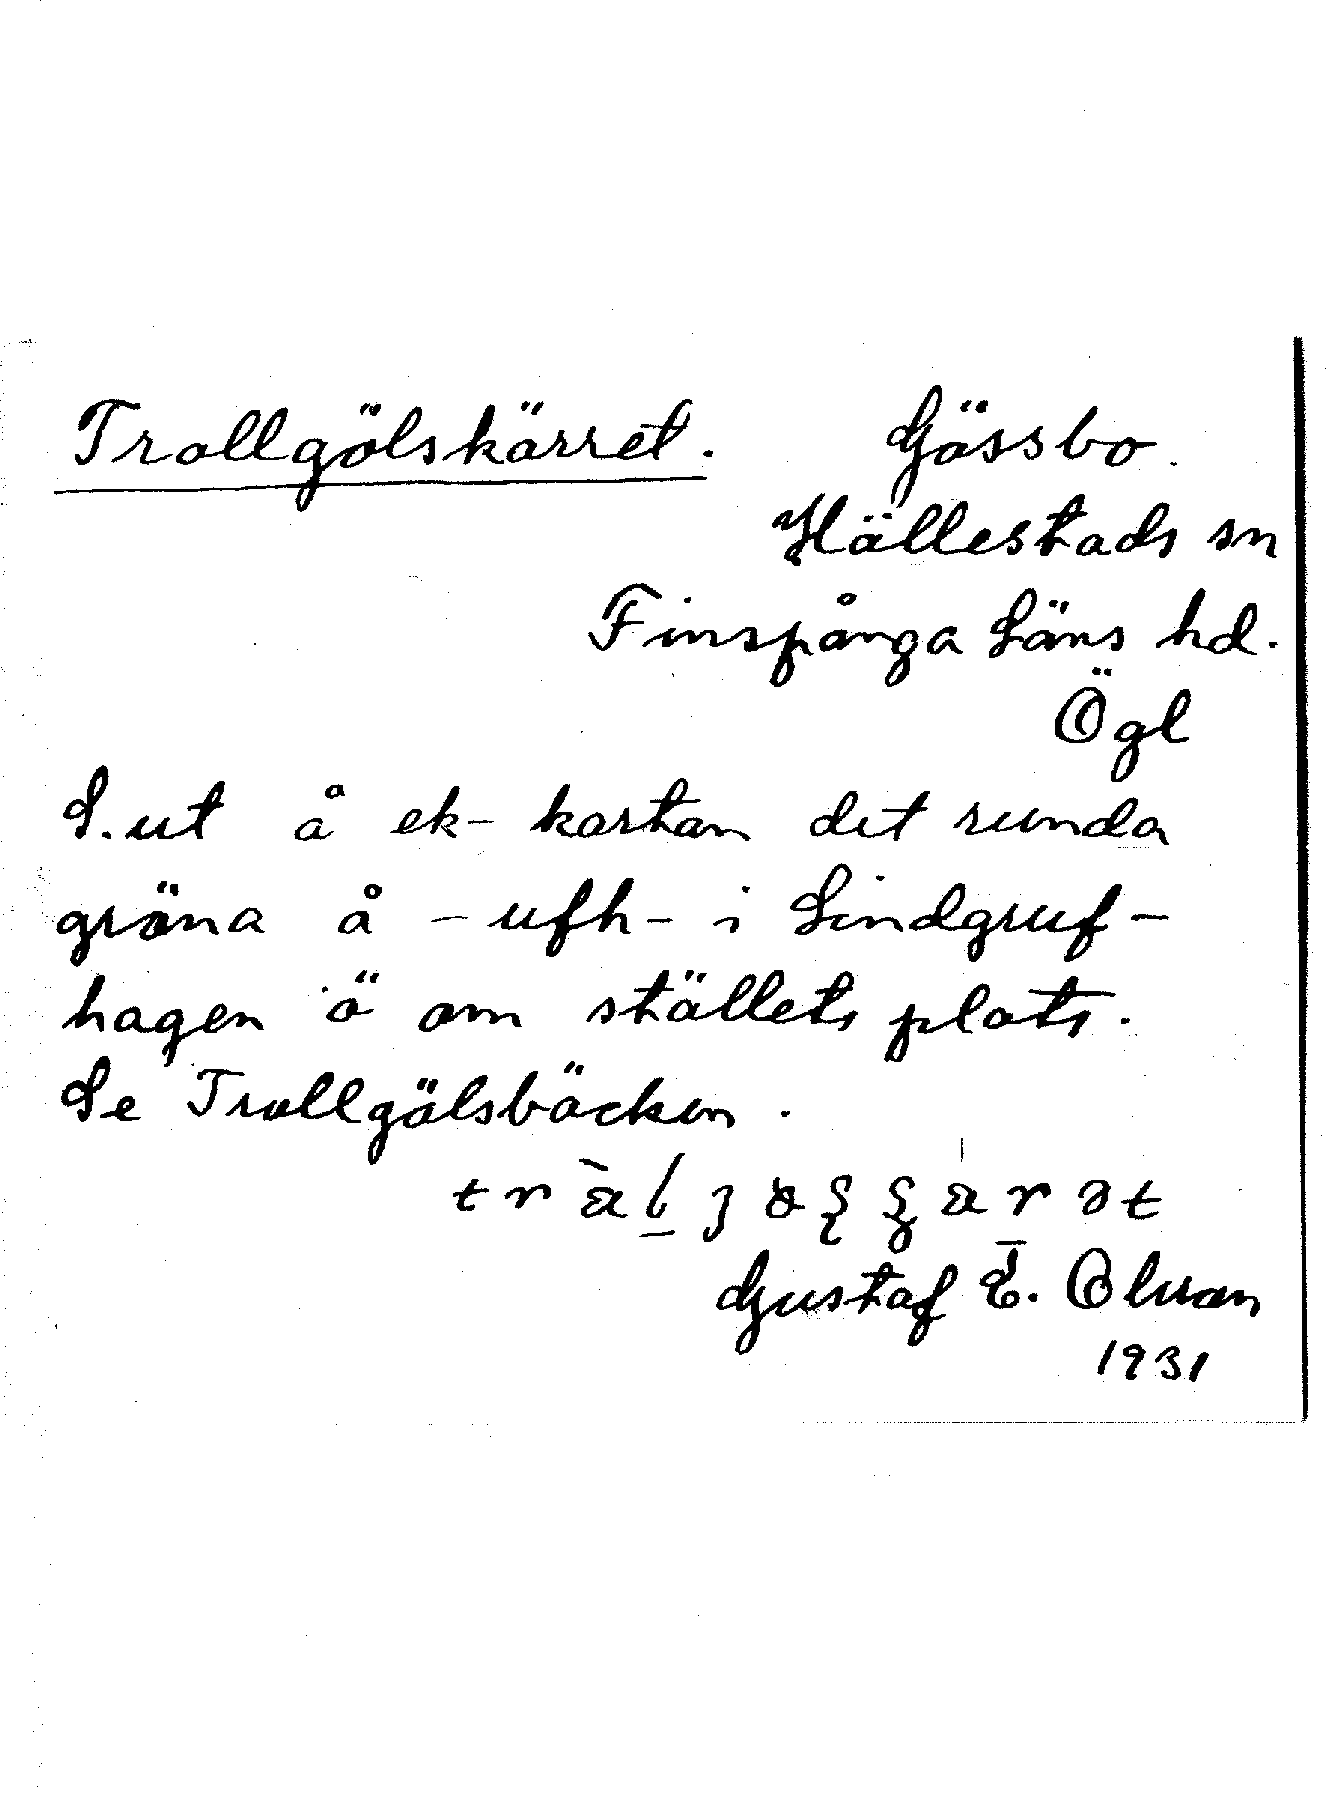 Trollgölskärret. Gössbo.
Hällestads sn
Finspånga Läns hd.
Ögl
S. ut å ek-kartan det runda
gröna å -ufh- i Lindgruf-
hagen ö om ställets plats.
Se Trollgölsbäcken.
Gustaf E. Olsson
1931